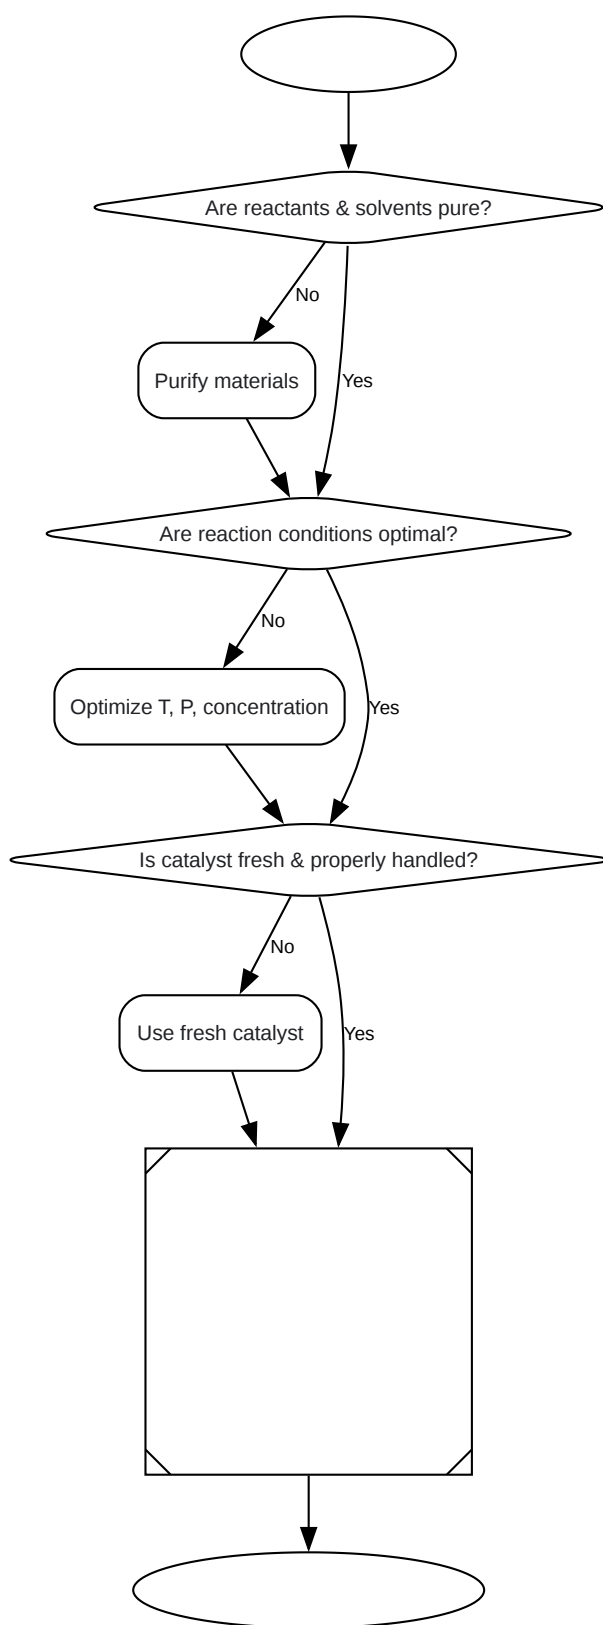 Are reactants & solvents pure?
No
Purify materials
Yes
Are reaction conditions optimal?
No
Optimize T, P, concentration
Yes
Is catalyst fresh & properly handled?
No
Use fresh catalyst
Yes